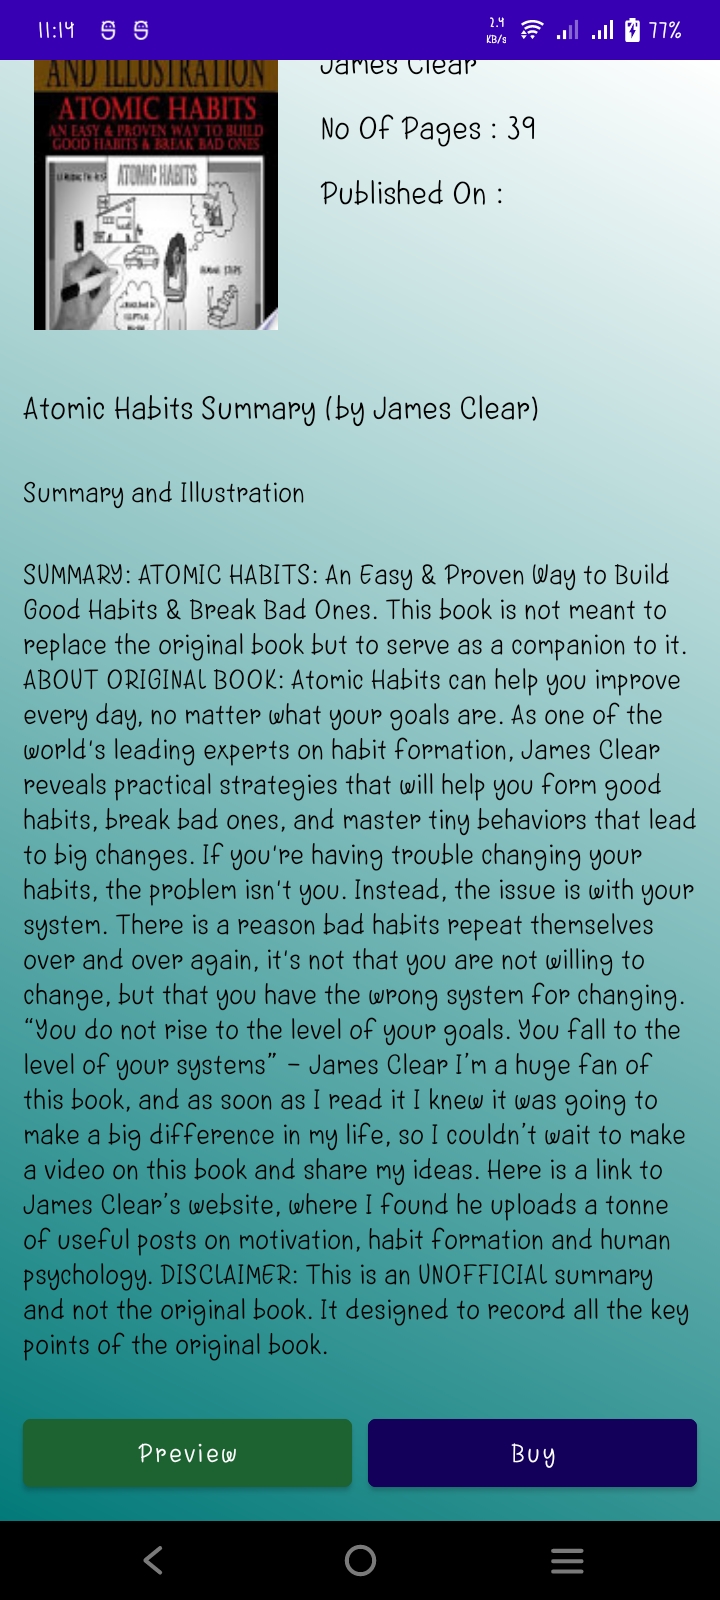 11:14
2.4
KB/s
77%
AND ILLUSTRATION
James Clear
ATOMIC HABITS
AN EASY & PROVEN WAY TO BUILD
GOOD HABITS & BREAK BAD ONES
ATOMIC HABITS
No Of Pages : 39
Published On :
Atomic Habits Summary (by James Clear)
Summary and Illustration
SUMMARY: ATOMIC HABITS: An Easy & Proven Way to Build
Good Habits & Break Bad Ones. This book is not meant to
replace the original book but to serve as a companion to it.
ABOUT ORIGINAL BOOK: Atomic Habits can help you improve
every day, no matter what your goals are. As one of the
world's leading experts on habit formation, James Clear
reveals practical strategies that will help you form good
habits, break bad ones, and master tiny behaviors that lead
to big changes. If you're having trouble changing your
habits, the problem isn't you. Instead, the issue is with your
system. There is a reason bad habits repeat themselves
over and over again, it's not that you are not willing to
change, but that you have the wrong system for changing.
“You do not rise to the level of your goals. You fall to the
level of your systems” – James Clear I’m a huge fan of
this book, and as soon as I read it I knew it was going to
make a big difference in my life, so I couldn’t wait to make
a video on this book and share my ideas. Here is a link to
James Clear’s website, where I found he uploads a tonne
of useful posts on motivation, habit formation and human
psychology. DISCLAIMER: This is an UNOFFICIAL summary
and not the original book. It designed to record all the key
points of the original book.
Preview
Buy